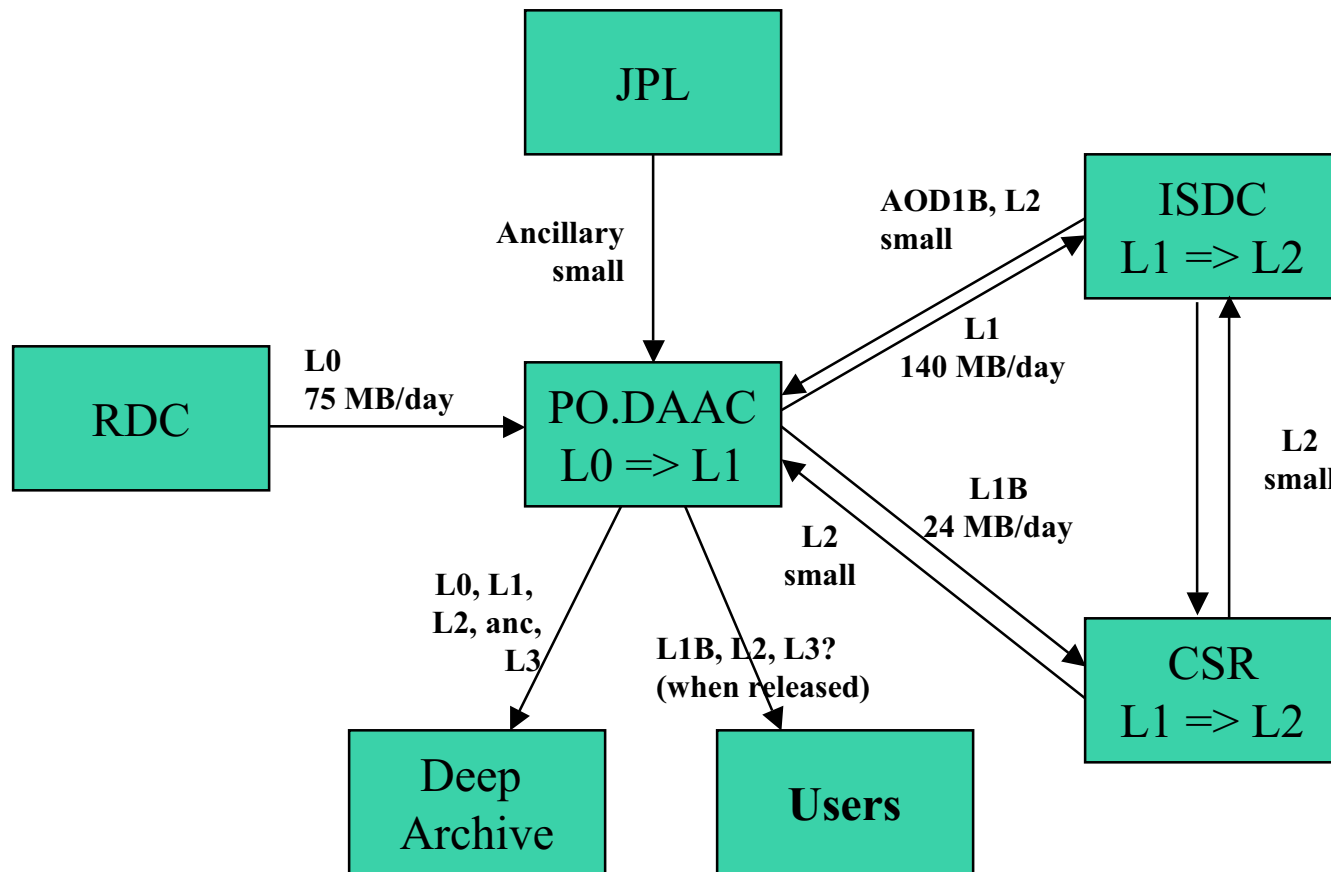 JPL
Ancillary
small
AOD1B, L2
small
ISDC
L1 => L2
L1
140 MB/day
RDC
L0
75 MB/day
PO.DAAC
L0 => L1
L2
small
L1B
24 MB/day
L2
small
L0, L1,
L2, anc,
L3
L1B, L2, L3?
(when released)
CSR
L1 => L2
Deep
Archive
Users